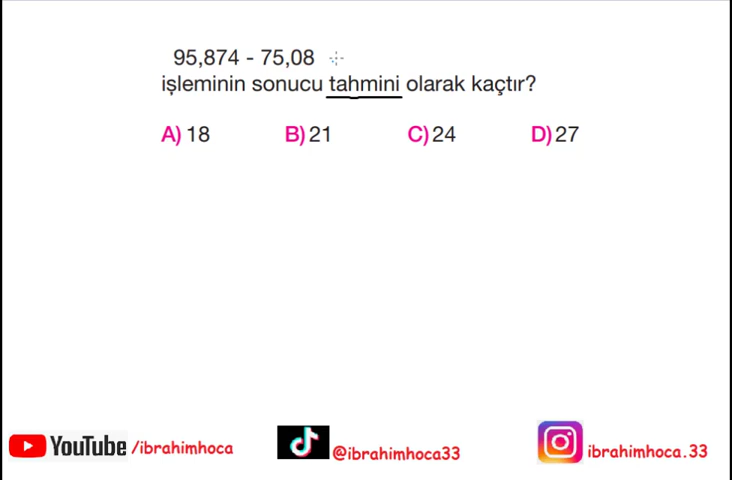 95,874 - 75,08
işleminin sonucu tahmini olarak kaçtır?
A) 18 B) 21 C) 24 D) 27
YouTube /ibrahimhoca @ibrahimhoca33 ibrahimhoca.33